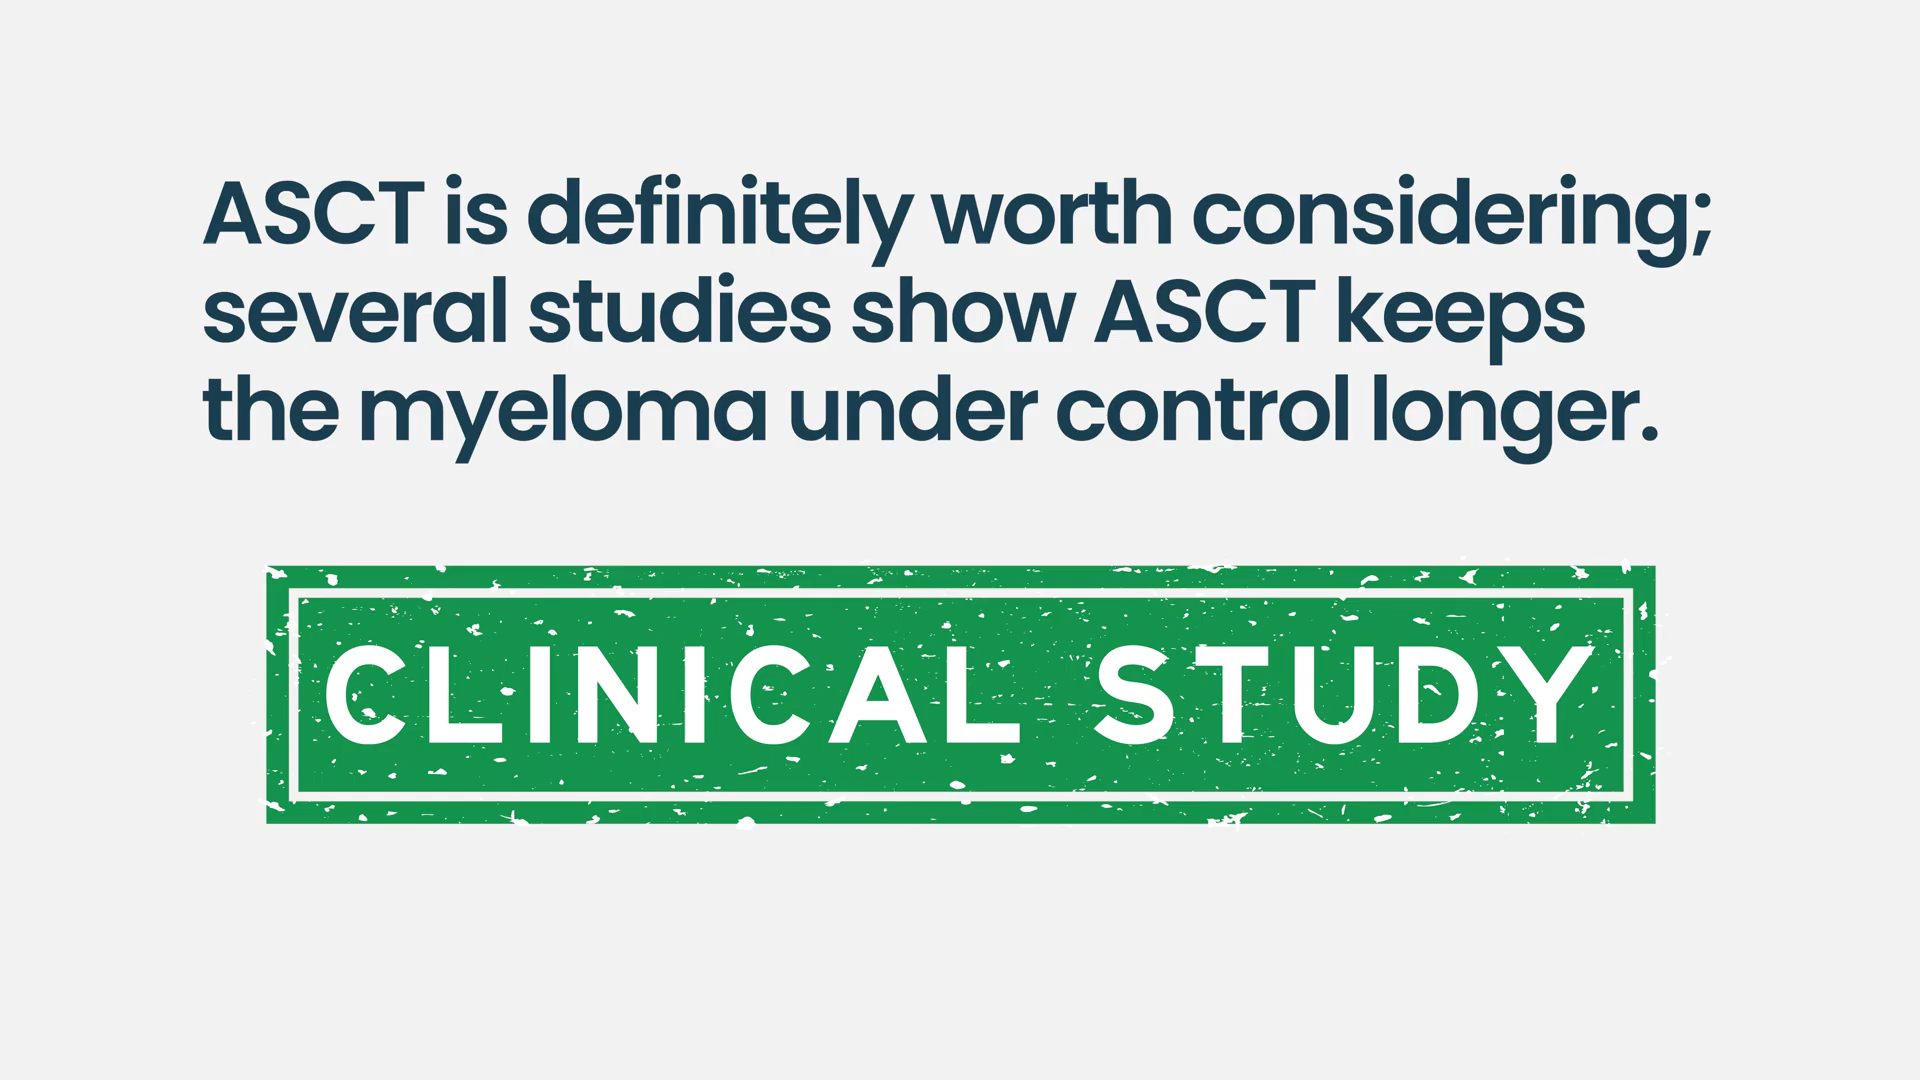 ASCT is definitely worth considering;
several studies show ASCT keeps
the myeloma under control longer.
CLINICAL STUDY